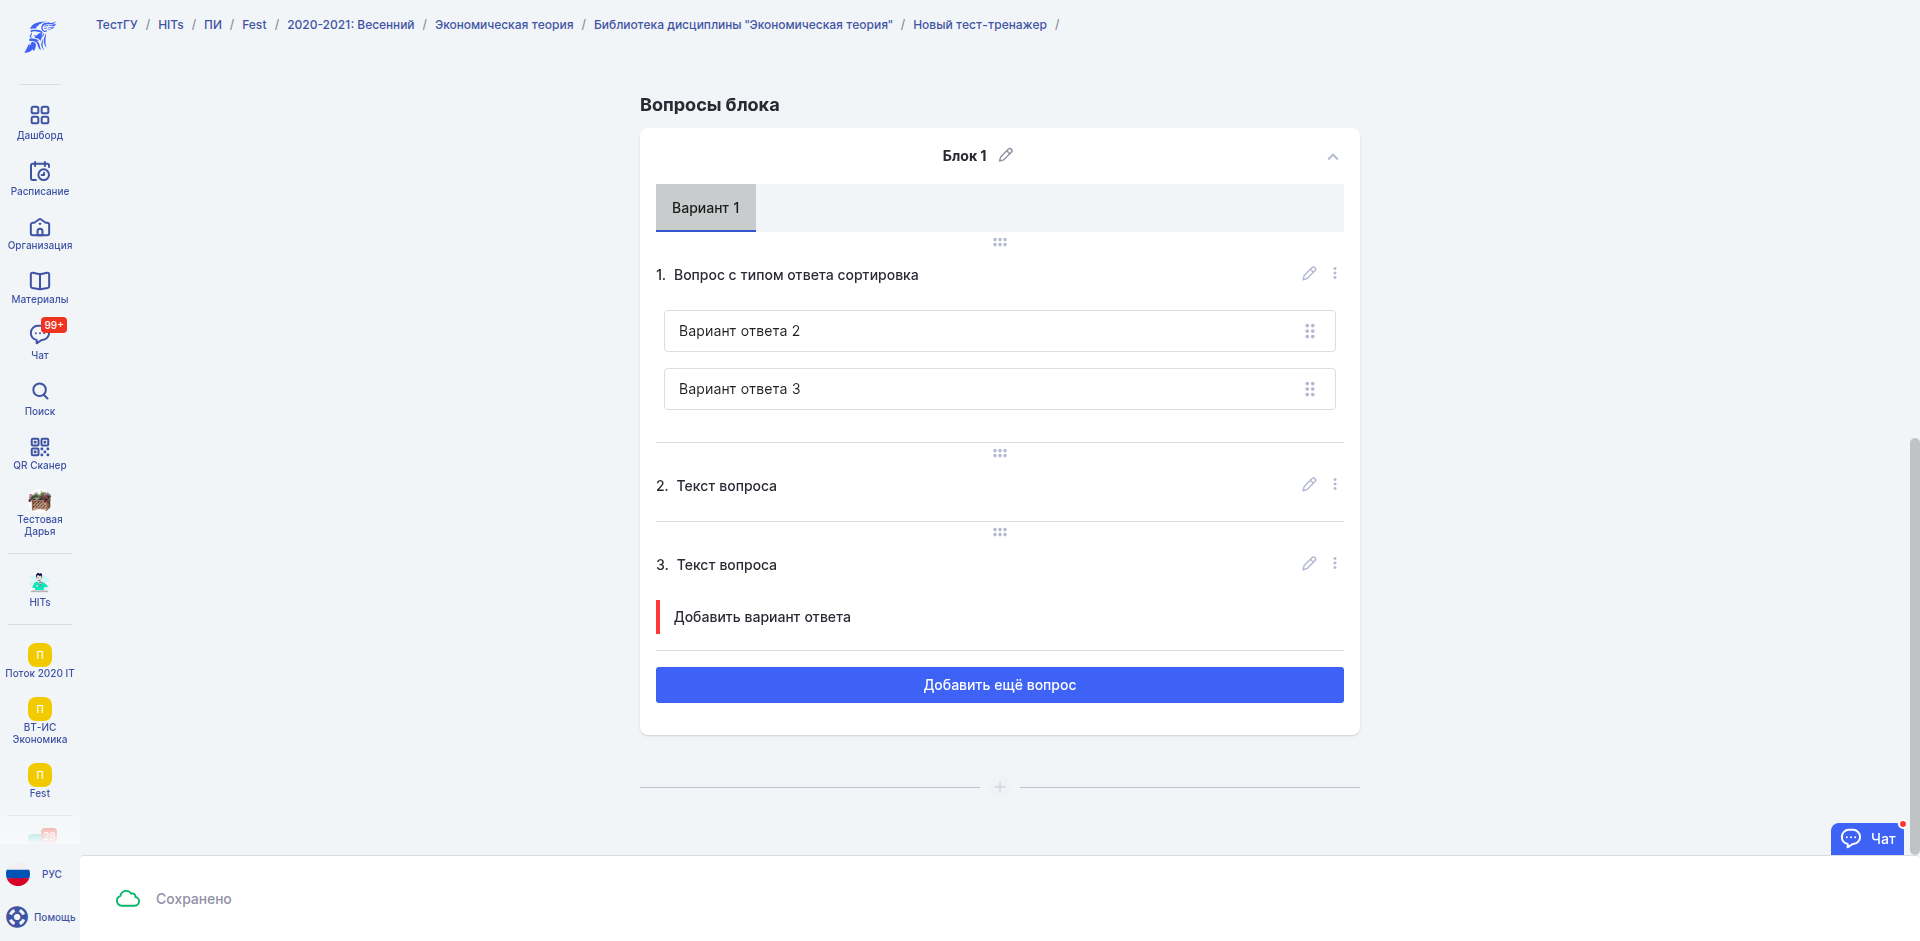 ТестГУ / HITs / ПИ / Fest / 2020-2021: Весенний / Экономическая теория / Библиотека дисциплины "Экономическая теория" / Новый тест-тренажер /
Дашборд
Расписание
Организация
Материалы
99+
Чат
Поиск
QR Сканер
Тестовая
Дарья
HITs
П
Поток 2020 IT
П
ВТ-ИС
Экономика
П
Fest
28
РУС
Помощь
Вопросы блока
Блок 1
Вариант 1
1. Вопрос с типом ответа сортировка
Вариант ответа 2
Вариант ответа 3
2. Текст вопроса
3. Текст вопроса
Добавить вариант ответа
Добавить ещё вопрос
Чат
Сохранено